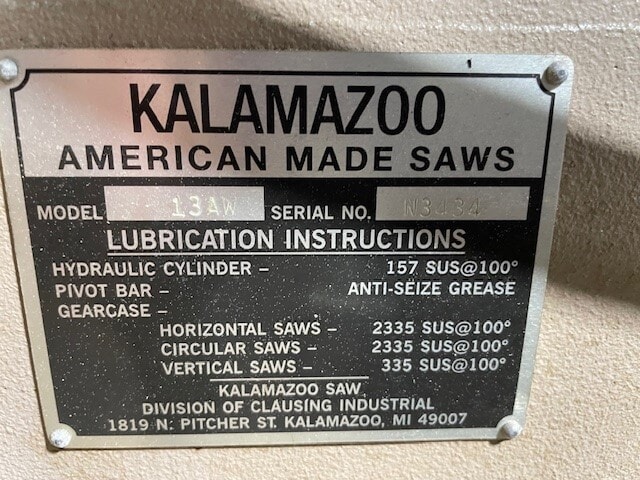 KALAMAZOO
AMERICAN MADE SAWS
MODEL 13AW SERIAL NO. N3434
LUBRICATION INSTRUCTIONS
HYDRAULIC CYLINDER – 157 SUS@100°
PIVOT BAR – ANTI-SEIZE GREASE
GEARCASE –
HORIZONTAL SAWS – 2335 SUS@100°
CIRCULAR SAWS – 2335 SUS@100°
VERTICAL SAWS – 335 SUS@100°
KALAMAZOO SAW
DIVISION OF CLAUSING INDUSTRIAL
1819 N. PITCHER ST. KALAMAZOO, MI 49007